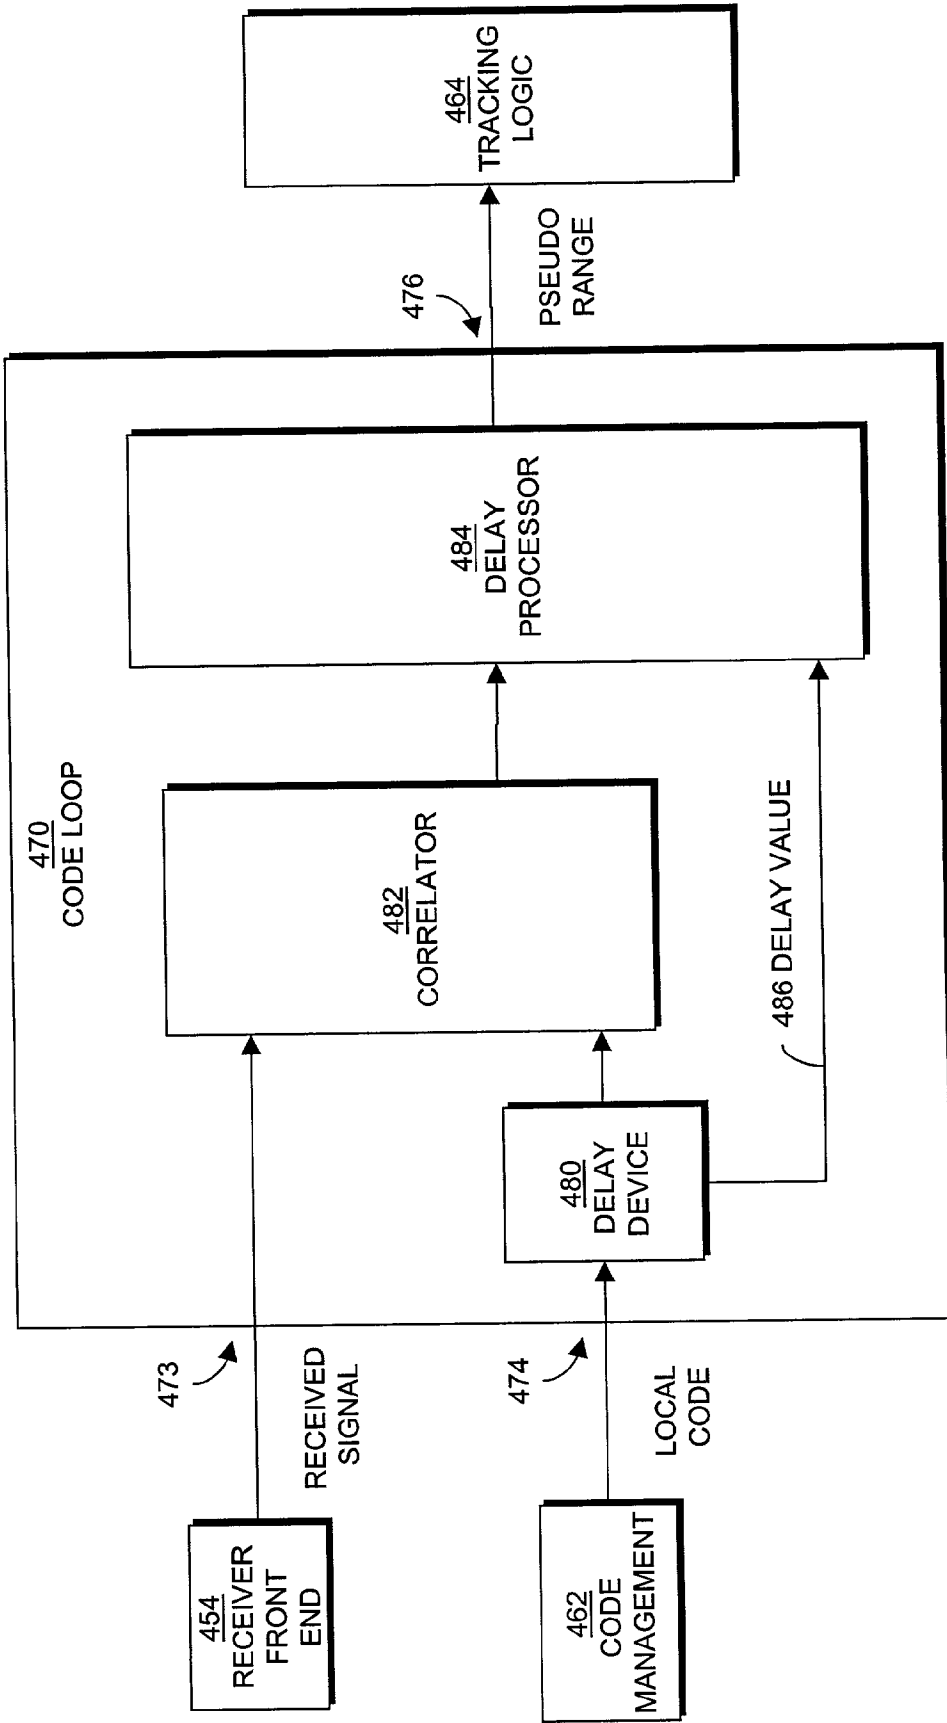 470
CODE LOOP
454
RECEIVER
FRONT
END
473
RECEIVED
SIGNAL
482
CORRELATOR
484
DELAY
PROCESSOR
476
PSEUDO
RANGE
464
TRACKING
LOGIC
462
CODE
MANAGEMENT
474
LOCAL
CODE
480
DELAY
DEVICE
486 DELAY VALUE